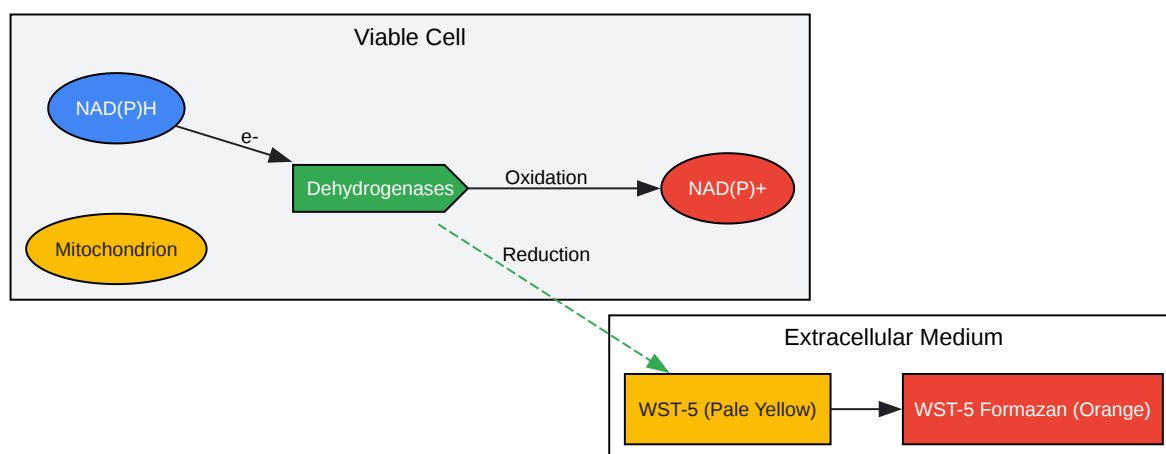 Viable Cell
NAD(P)H
e-
Dehydrogenases
Oxidation
NAD(P)+
Mitochondrion
Reduction
Extracellular Medium
WST-5 (Pale Yellow)
WST-5 Formazan (Orange)